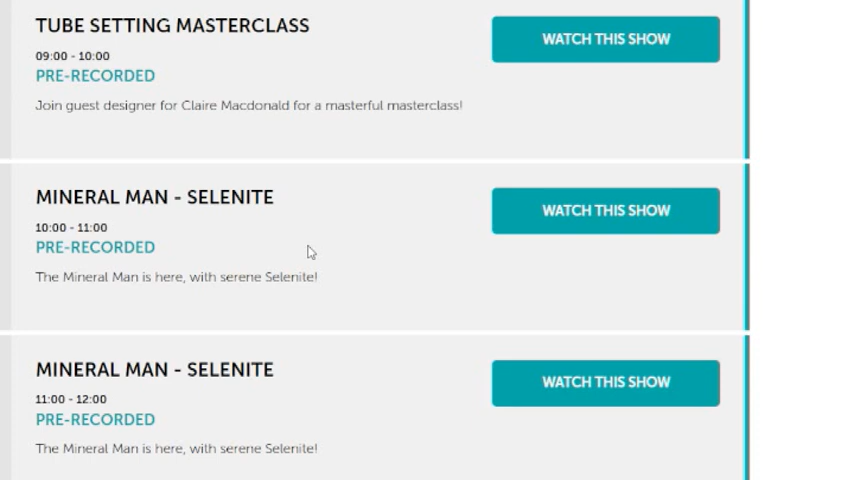 TUBE SETTING MASTERCLASS
WATCH THIS SHOW
09:00 - 10:00
PRE-RECORDED
Join guest designer for Claire Macdonald for a masterful masterclass!
MINERAL MAN - SELENITE
WATCH THIS SHOW
10:00 - 11:00
PRE-RECORDED
The Mineral Man is here, with serene Selenite!
MINERAL MAN - SELENITE
WATCH THIS SHOW
11:00 - 12:00
PRE-RECORDED
The Mineral Man is here, with serene Selenite!